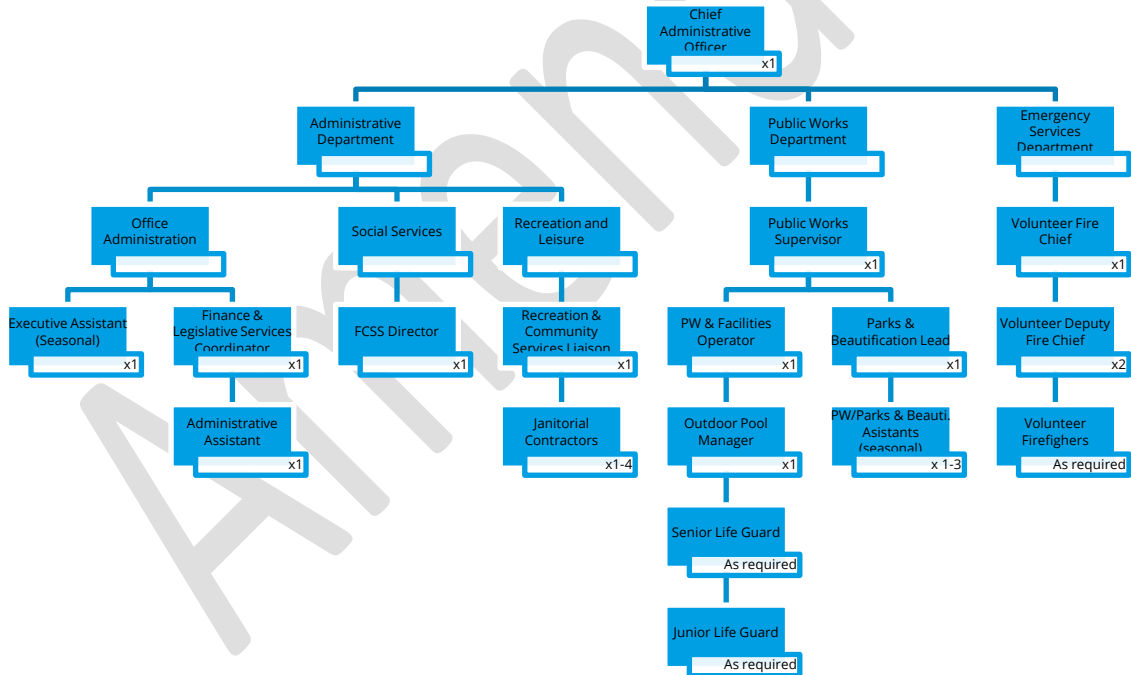 Chief
Administrative
Officer
x1
Administrative
Department
Public Works
Department
Emergency
Services
Department
Office
Administration
Social Services
Recreation and
Leisure
Public Works
Supervisor
x1
Volunteer Fire
Chief
x1
Executive Assistant
(Seasonal)
x1
Finance &
Legislative Services
Coordinator
x1
FCSS Director
x1
Recreation &
Community
Services Liaison
x1
PW & Facilities
Operator
x1
Parks &
Beautification Lead
x1
Volunteer Deputy
Fire Chief
x2
Administrative
Assistant
x1
Janitorial
Contractors
x1-4
Outdoor Pool
Manager
x1
PW/Parks & Beauti.
Asistants
(seasonal)
x 1-3
Volunteer
Firefighers
As required
Senior Life Guard
As required
Junior Life Guard
As required